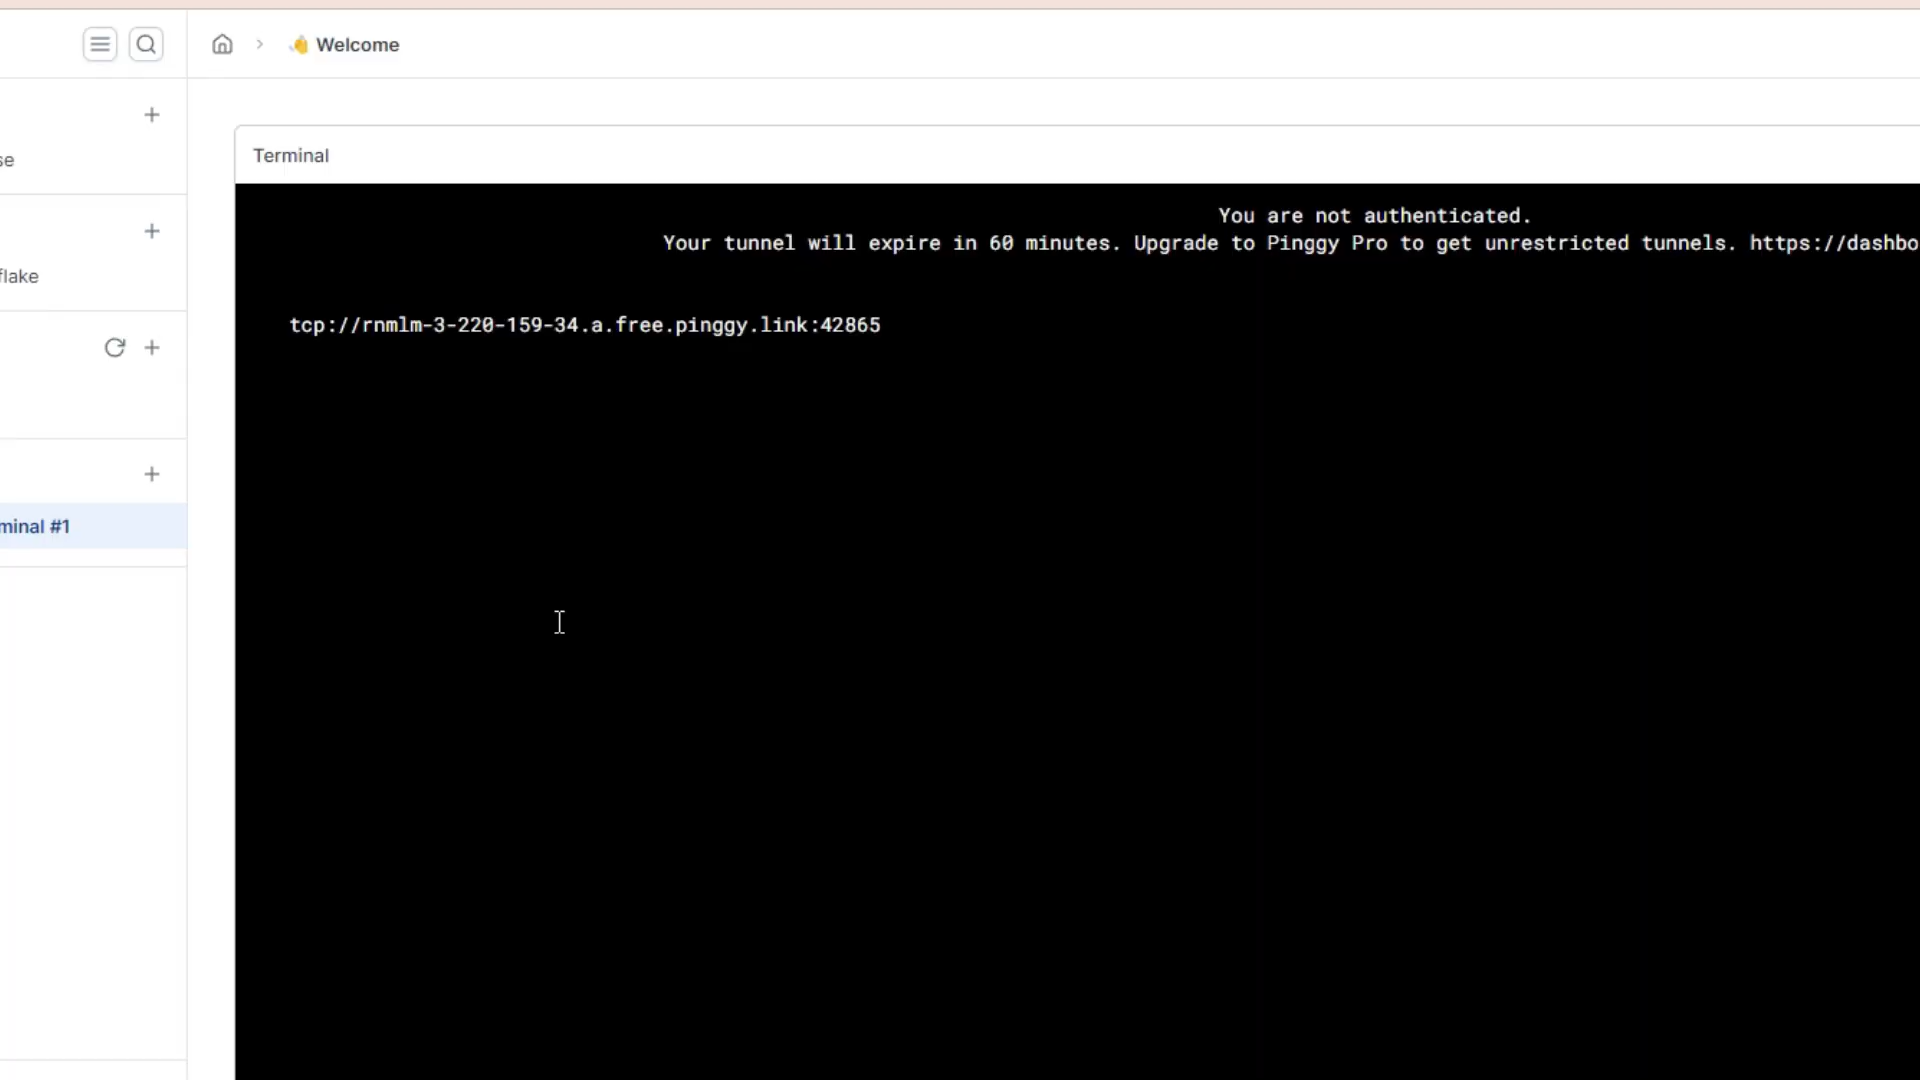 Welcome
se
Terminal
You are not authenticated.
Your tunnel will expire in 60 minutes. Upgrade to Pinggy Pro to get unrestricted tunnels. https://dashbo
flake
tcp://rnmlm-3-220-159-34.a.free.pinggy.link:42865
minal #1